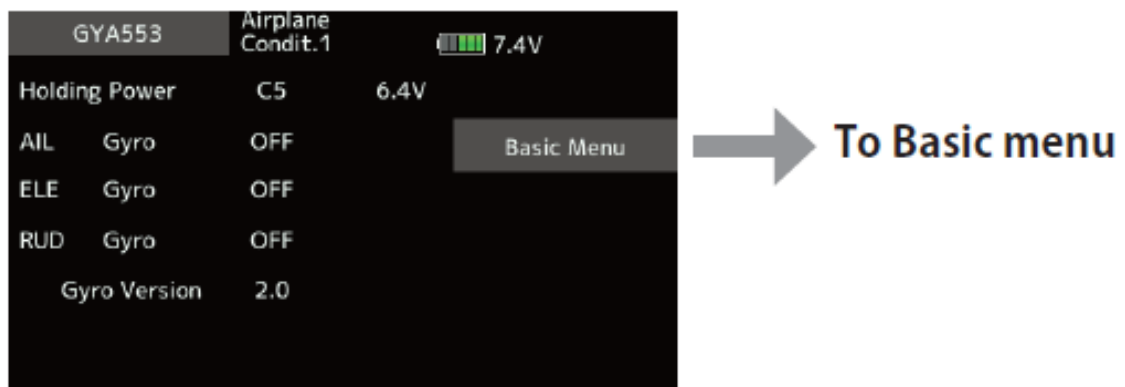 GYA553 Airplane
Condit.1 7.4V
Holding Power C5 6.4V
AIL Gyro OFF Basic Menu
To Basic menu
ELE Gyro OFF
RUD Gyro OFF
Gyro Version 2.0